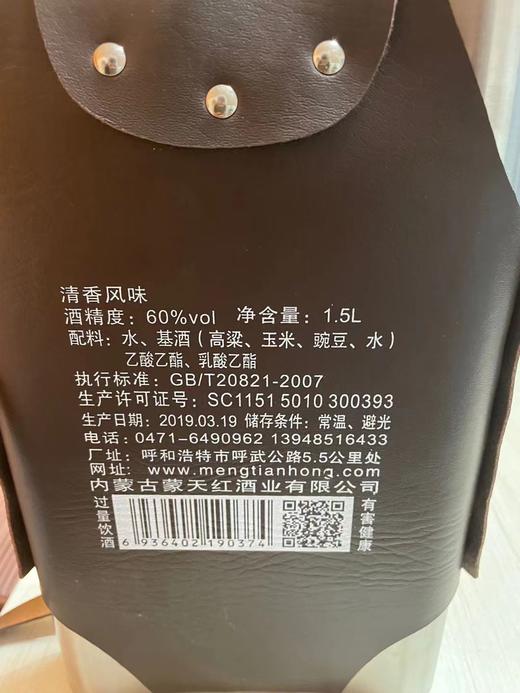 清香风味
酒精度：60%vol 净含量：1.5L
配料：水、基酒（高粱、玉米、豌豆、水）
乙酸乙酯、乳酸乙酯
执行标准：GB/T20821-2007
生产许可证号：SC1151 5010 300393
生产日期：2019.03.19 储存条件：常温、避光
电话：0471-6490962 13948516433
厂址：呼和浩特市呼武公路5.5公里处
网址：www.mengtianhong.com
内蒙古蒙天红酒业有限公司
过量饮酒
6 936402 190374
有害健康